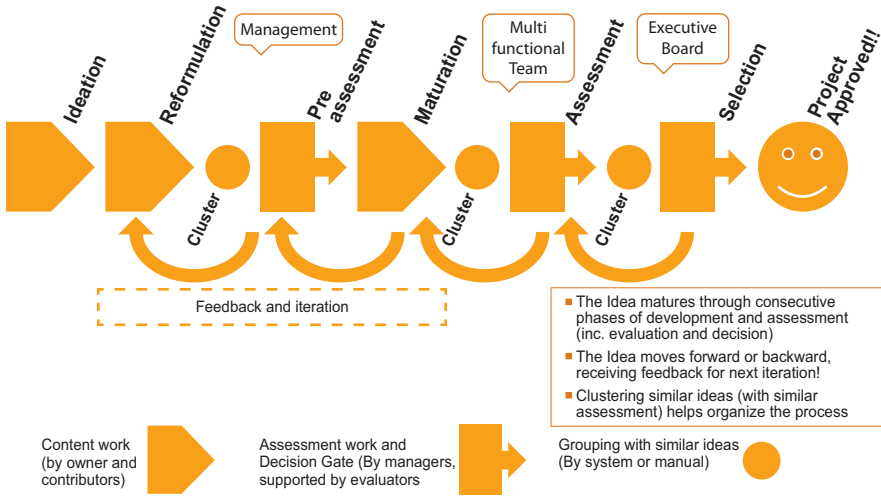 Management
Multi
functional
Team
Executive
Board
Ideation
Reformulation
Pre
assessment
Maturation
Assessment
Selection
Project
Approved!!
Cluster
Cluster
Cluster
Feedback and iteration
The Idea matures through consecutive
phases of development and assessment
(inc. evaluation and decision)
The Idea moves forward or backward,
receiving feedback for next iteration!
Clustering similar ideas (with similar
assessment) helps organize the process
Content work
(by owner and
contributors)
Assessment work and
Decision Gate (By managers,
supported by evaluators
Grouping with similar ideas
(By system or manual)